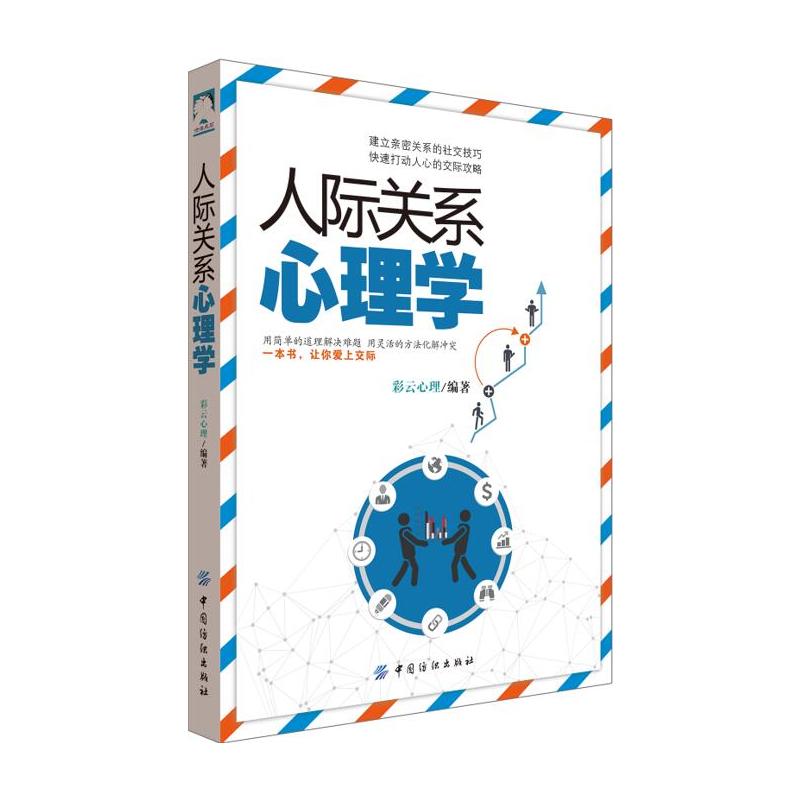 建立亲密关系的社交技巧
快速打动人心的交际攻略
人际关系
心理学
用简单的道理解决难题 用灵活的方法化解冲突
一本书，让你爱上交际
彩云心理/编著
$
中国纺织出版社
人际关系心理学
彩云心理/编著
中国纺织出版社